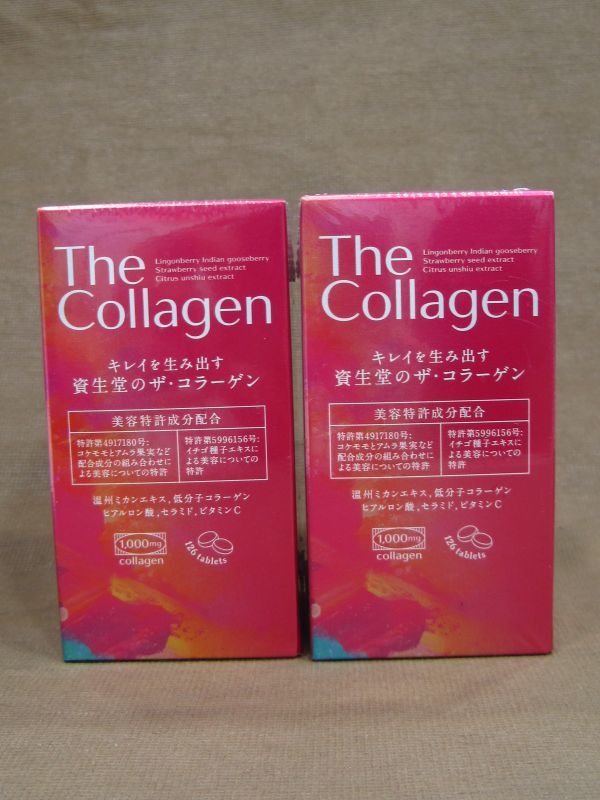 The
Collagen
Lingonberry Indian gooseberry
Strawberry seed extract
Citrus unshiu extract
キレイを生み出す
資生堂のザ・コラーゲン
美容特許成分配合
特許第4917180号:
コケモモとアムラ果実など
配合成分の組み合わせに
よる美容についての特許
特許第5996156号:
イチゴ種子エキスに
よる美容についての
特許
温州ミカンエキス,低分子コラーゲン
ヒアルロン酸,セラミド,ビタミンC
1,000mg
collagen
126 tablets
The
Collagen
Lingonberry Indian gooseberry
Strawberry seed extract
Citrus unshiu extract
キレイを生み出す
資生堂のザ・コラーゲン
美容特許成分配合
特許第4917180号:
コケモモとアムラ果実など
配合成分の組み合わせに
よる美容についての特許
特許第5996156号:
イチゴ種子エキスに
よる美容についての
特許
温州ミカンエキス,低分子コラーゲン
ヒアルロン酸,セラミド,ビタミンC
1,000mg
collagen
126 tablets